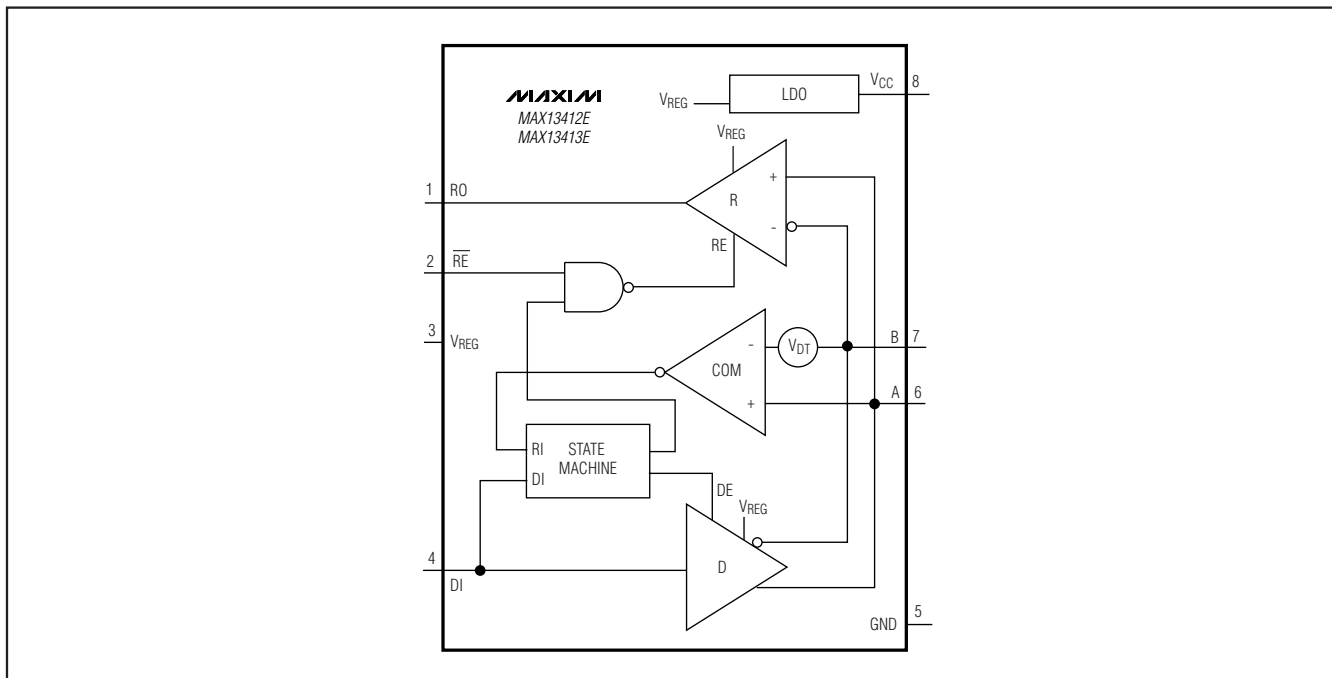 MAXIM
MAX13412E
MAX13413E
VREG
LDO
VCC
8
VREG
1
RO
R
+
-
RE
2
RE
3
VREG
COM
-
+
VDT
B
7
A
6
RI
DI
STATE
MACHINE
DE
VREG
D
4
DI
GND
5